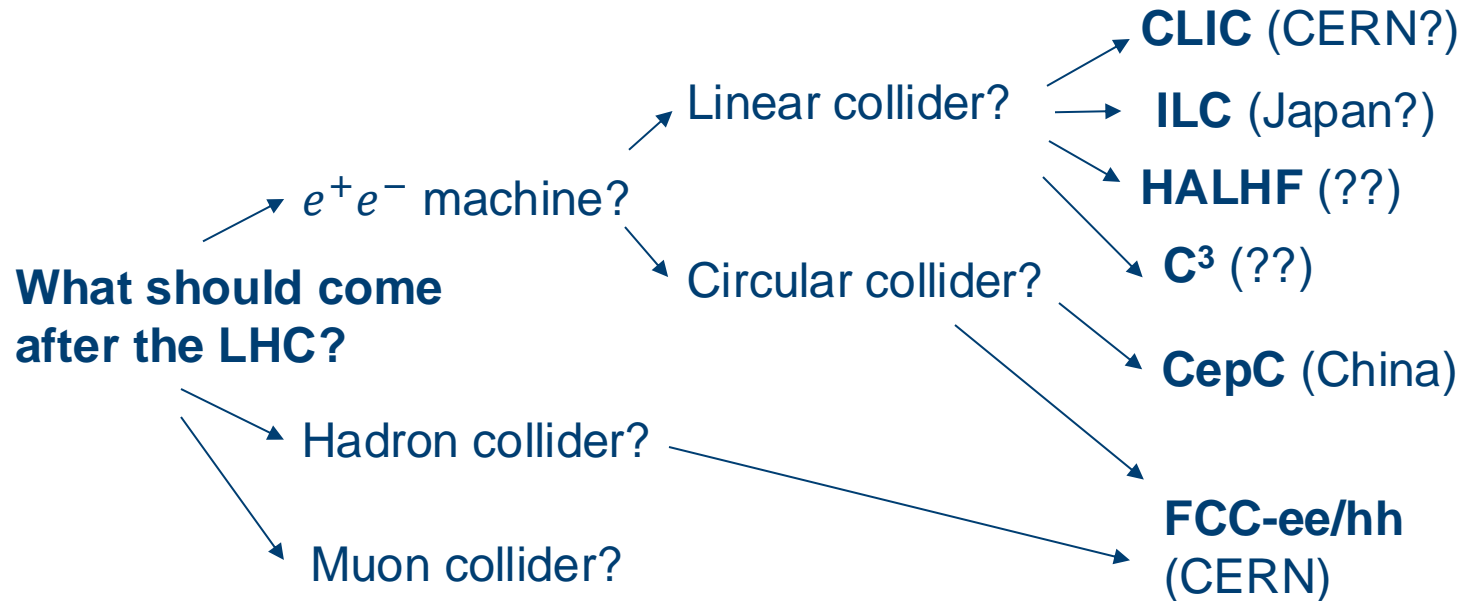 What should come
after the LHC?
e⁺e⁻ machine?
Hadron collider?
Muon collider?
Linear collider?
Circular collider?
CLIC (CERN?)
ILC (Japan?)
HALHF (??)
C³ (??)
CepC (China)
FCC-ee/hh
(CERN)